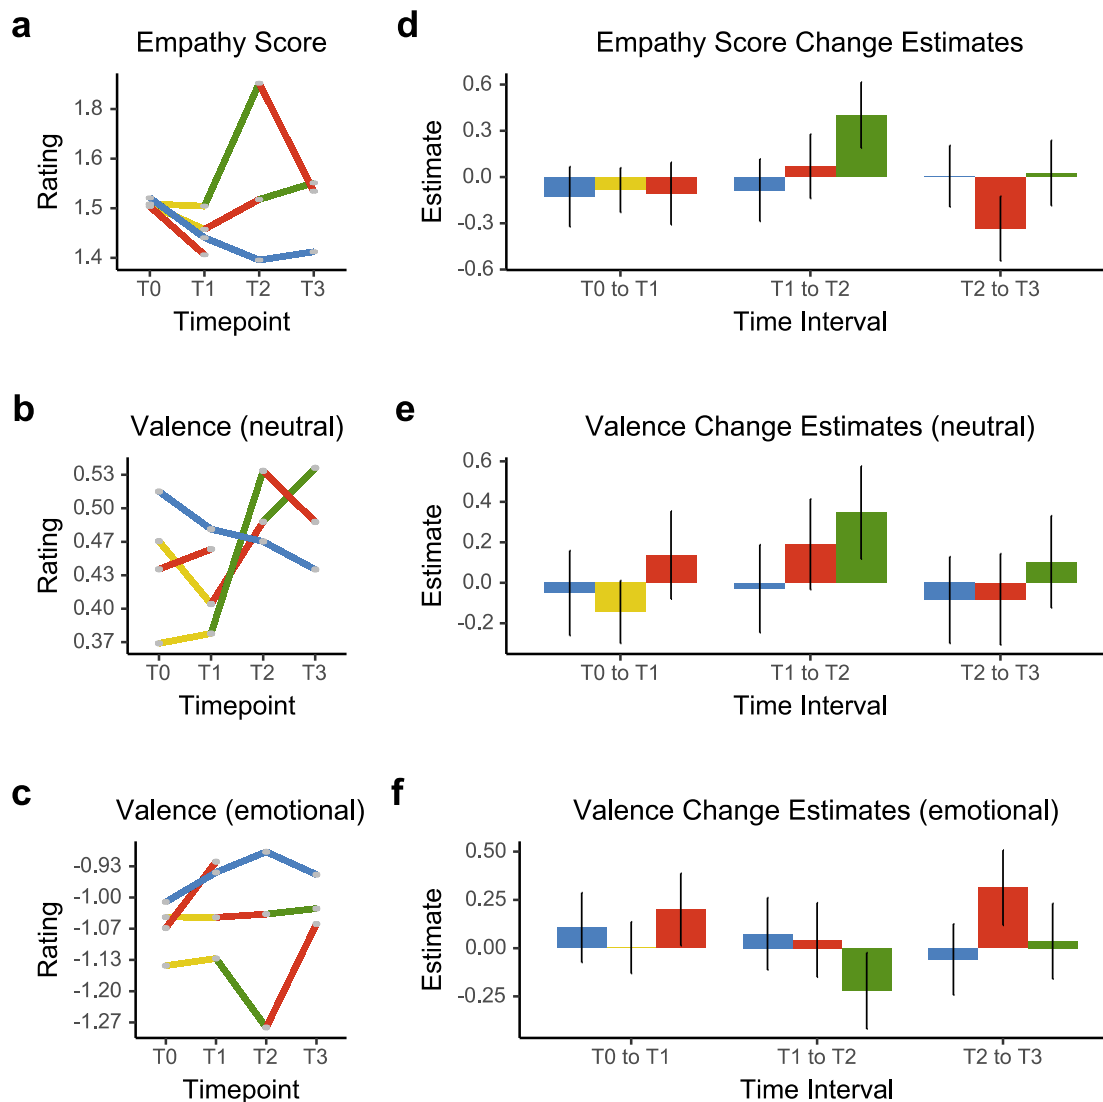 a
Empathy Score
Rating
1.8
1.6
1.5
1.4
T0 T1 T2 T3
Timepoint
d
Empathy Score Change Estimates
Estimate
0.6
0.3
0.0
-0.3
-0.6
T0 to T1 T1 to T2 T2 to T3
Time Interval
b
Valence (neutral)
Rating
0.53
0.50
0.47
0.43
0.40
0.37
T0 T1 T2 T3
Timepoint
e
Valence Change Estimates (neutral)
Estimate
0.6
0.4
0.2
0.0
-0.2
T0 to T1 T1 to T2 T2 to T3
Time Interval
c
Valence (emotional)
Rating
-0.93
-1.00
-1.07
-1.13
-1.20
-1.27
T0 T1 T2 T3
Timepoint
f
Valence Change Estimates (emotional)
Estimate
0.50
0.25
0.00
-0.25
T0 to T1 T1 to T2 T2 to T3
Time Interval